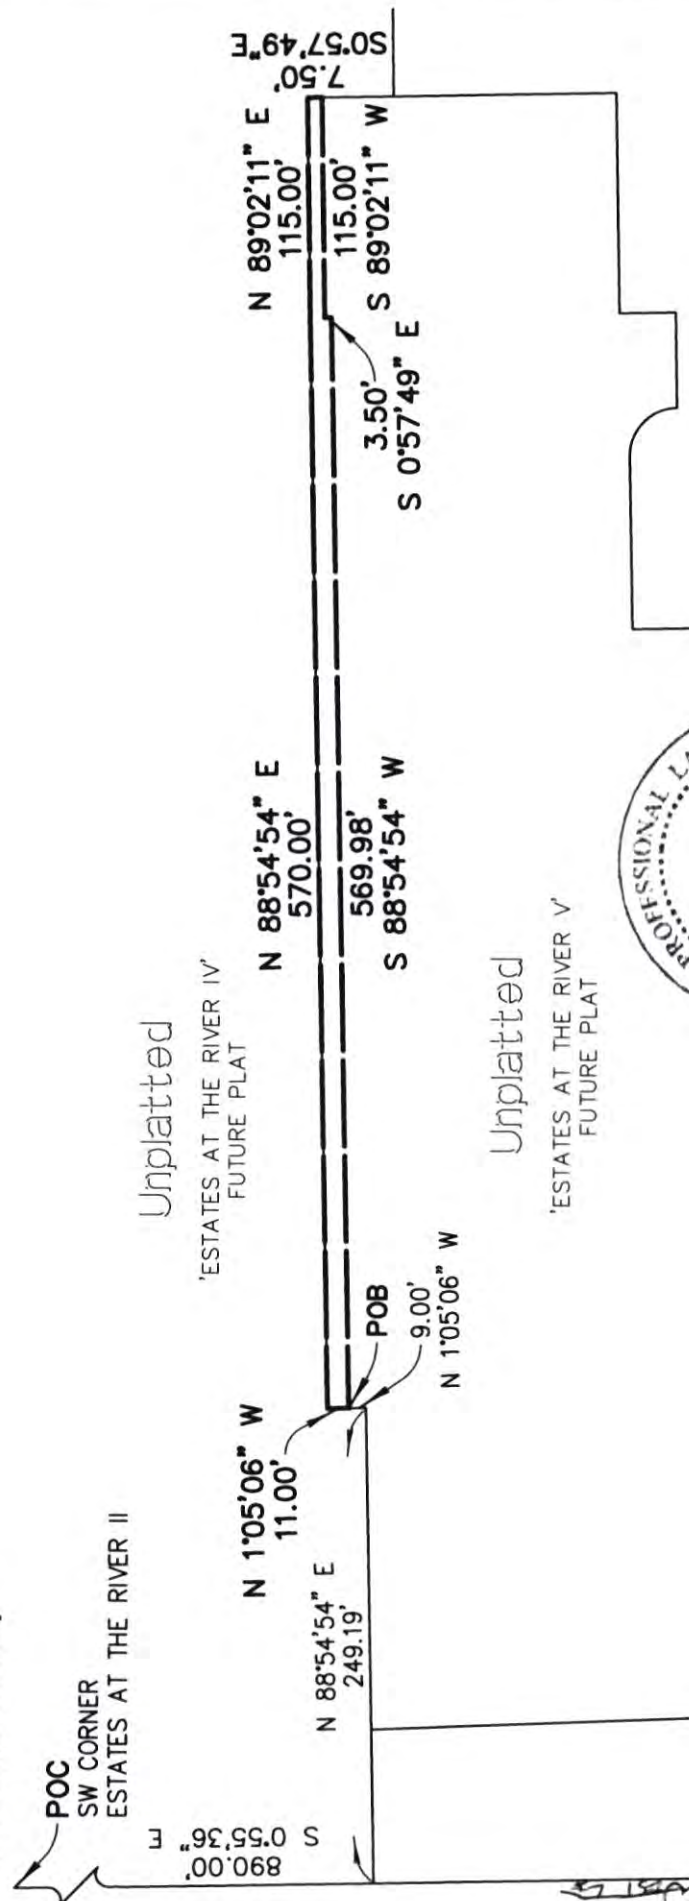 POC
SW CORNER
ESTATES AT THE RIVER II
S 0°55'36" E
890.00'
N 88°54'54" E
249.19'
N 1°05'06" W
11.00'
POB
9.00'
N 1°05'06" W
Unplatted
'ESTATES AT THE RIVER IV'
FUTURE PLAT
N 88°54'54" E
570.00'
569.98'
S 88°54'54" W
Unplatted
'ESTATES AT THE RIVER V'
FUTURE PLAT
N 89°02'11" E
115.00'
115.00'
S 89°02'11" W
3.50'
S 0°57'49" E
S0°57'49"E
7.50'
PROFESSIONAL